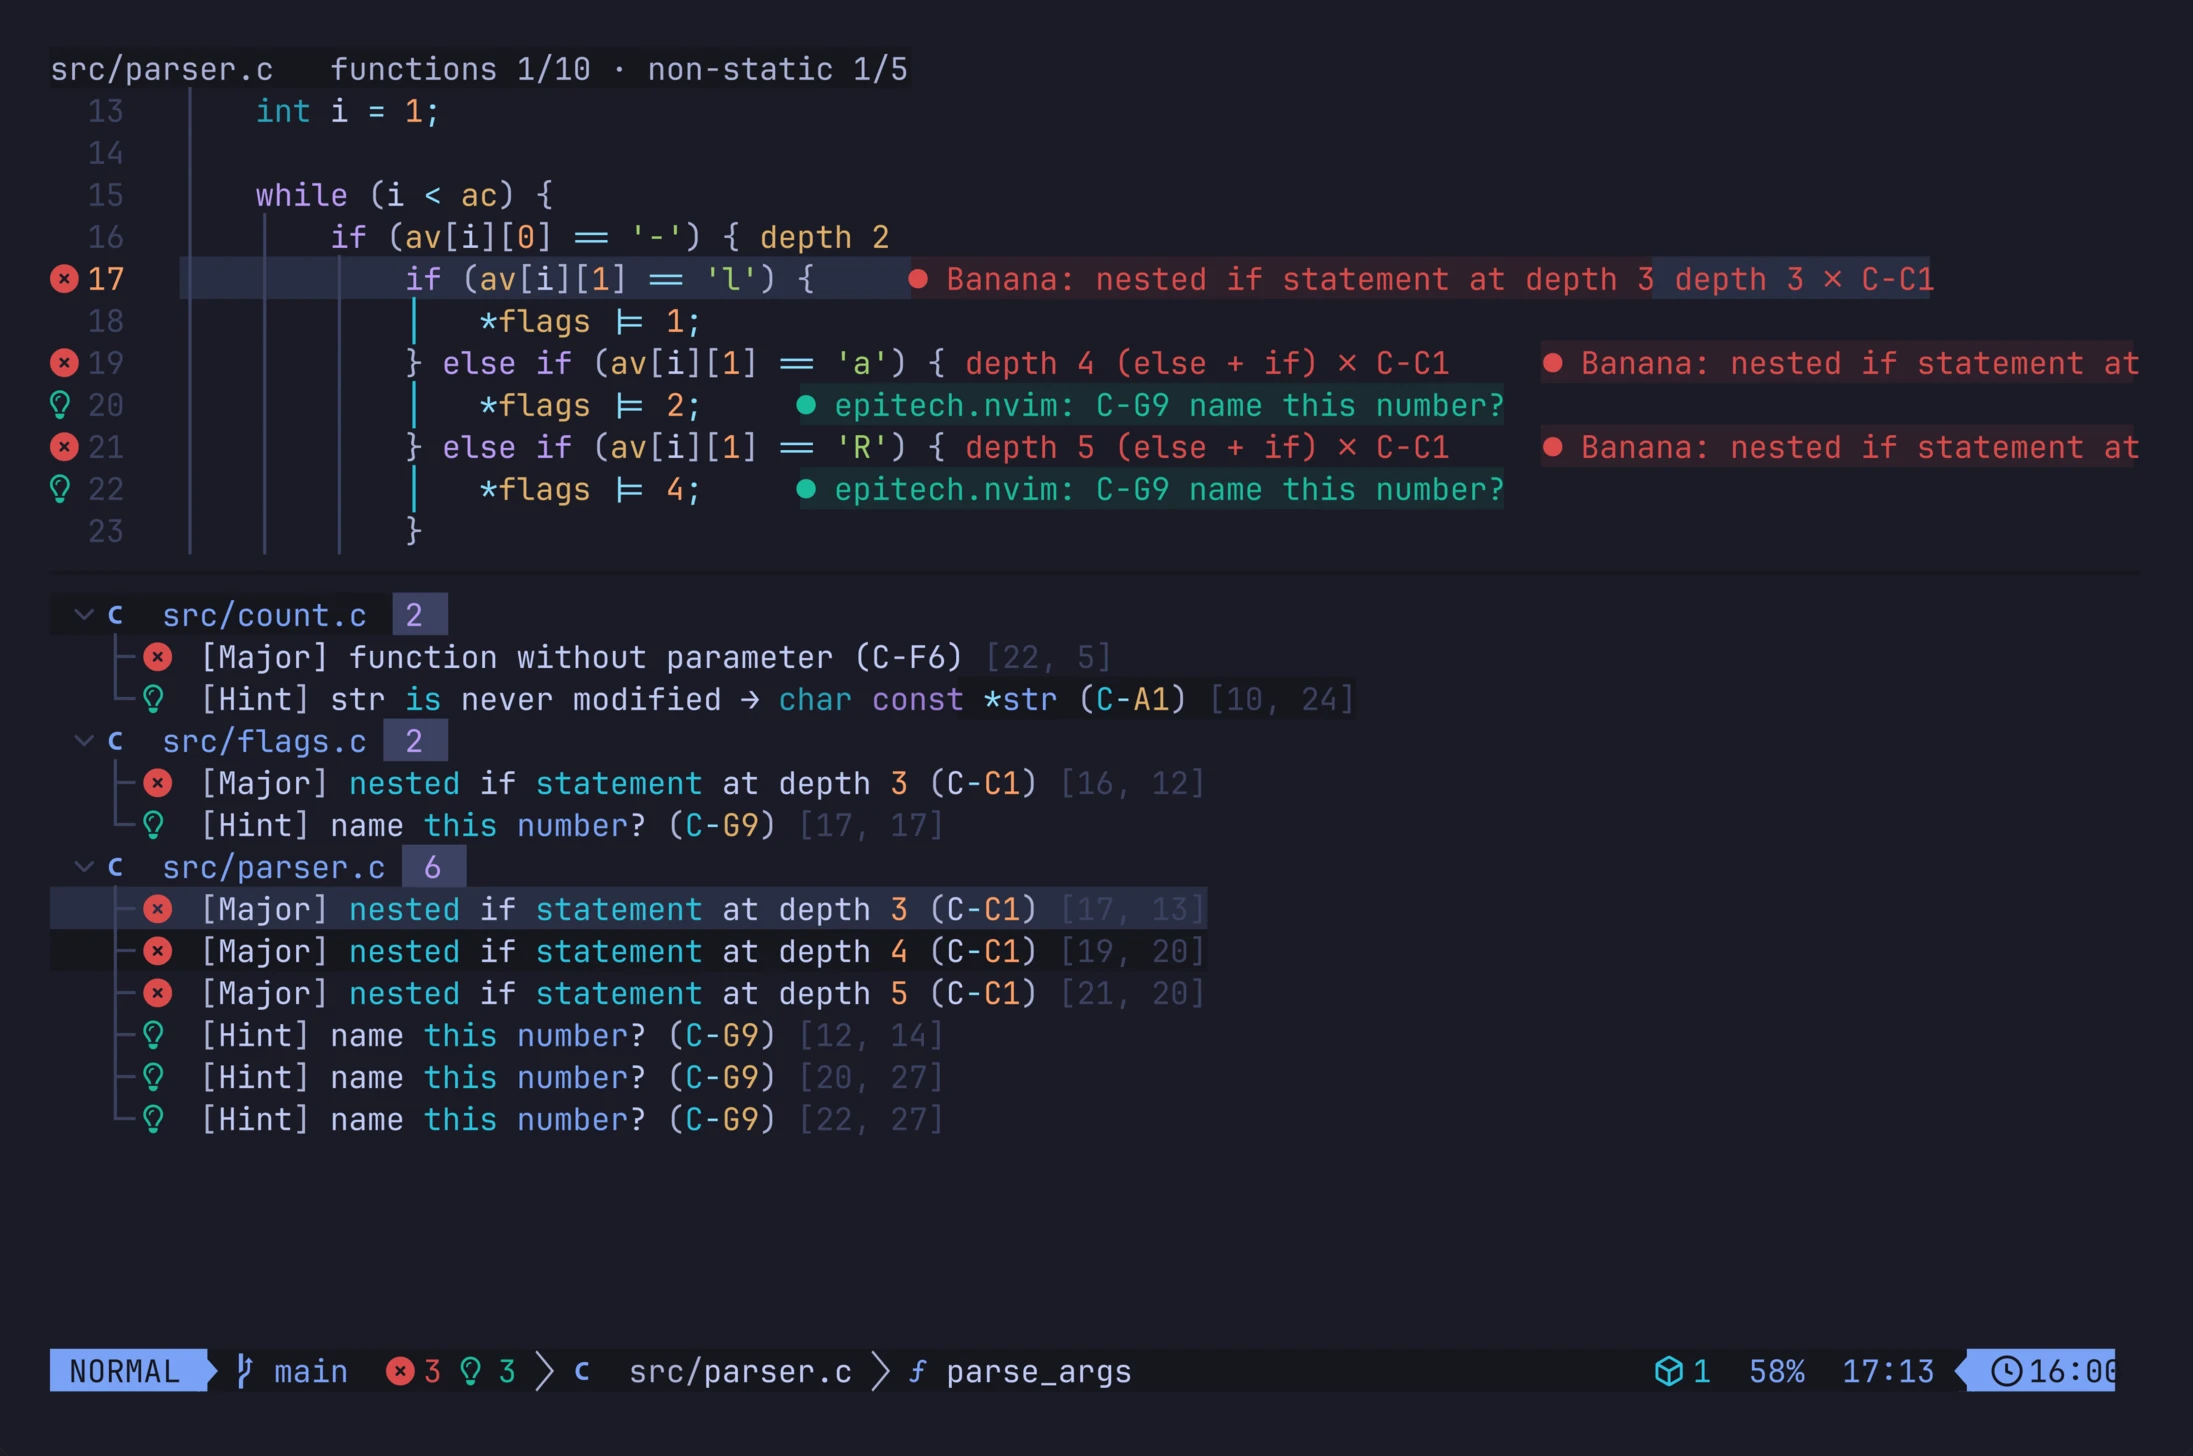 src/parser.c   functions 1/10 · non-static 1/5
13 int i = 1;
14
15 while (i < ac) {
16 if (av[i][0] == '-') { depth 2
17 if (av[i][1] == 'l') { ● Banana: nested if statement at depth 3 depth 3 × C-C1
18 *flags |= 1;
19 } else if (av[i][1] == 'a') { depth 4 (else + if) × C-C1 ● Banana: nested if statement at
20 *flags |= 2; ● epitech.nvim: C-G9 name this number?
21 } else if (av[i][1] == 'R') { depth 5 (else + if) × C-C1 ● Banana: nested if statement at
22 *flags |= 4; ● epitech.nvim: C-G9 name this number?
23 }
C src/count.c 2
[Major] function without parameter (C-F6) [22, 5]
[Hint] str is never modified → char const *str (C-A1) [10, 24]
C src/flags.c 2
[Major] nested if statement at depth 3 (C-C1) [16, 12]
[Hint] name this number? (C-G9) [17, 17]
C src/parser.c 6
[Major] nested if statement at depth 3 (C-C1) [17, 13]
[Major] nested if statement at depth 4 (C-C1) [19, 20]
[Major] nested if statement at depth 5 (C-C1) [21, 20]
[Hint] name this number? (C-G9) [12, 14]
[Hint] name this number? (C-G9) [20, 27]
[Hint] name this number? (C-G9) [22, 27]
NORMAL main 3 3 C src/parser.c f parse_args 1 58% 17:13 16:00